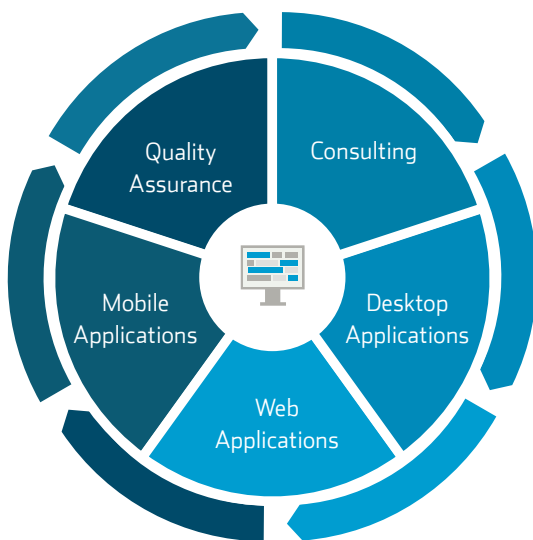 Quality
Assurance
Consulting
Mobile
Applications
Desktop
Applications
Web
Applications